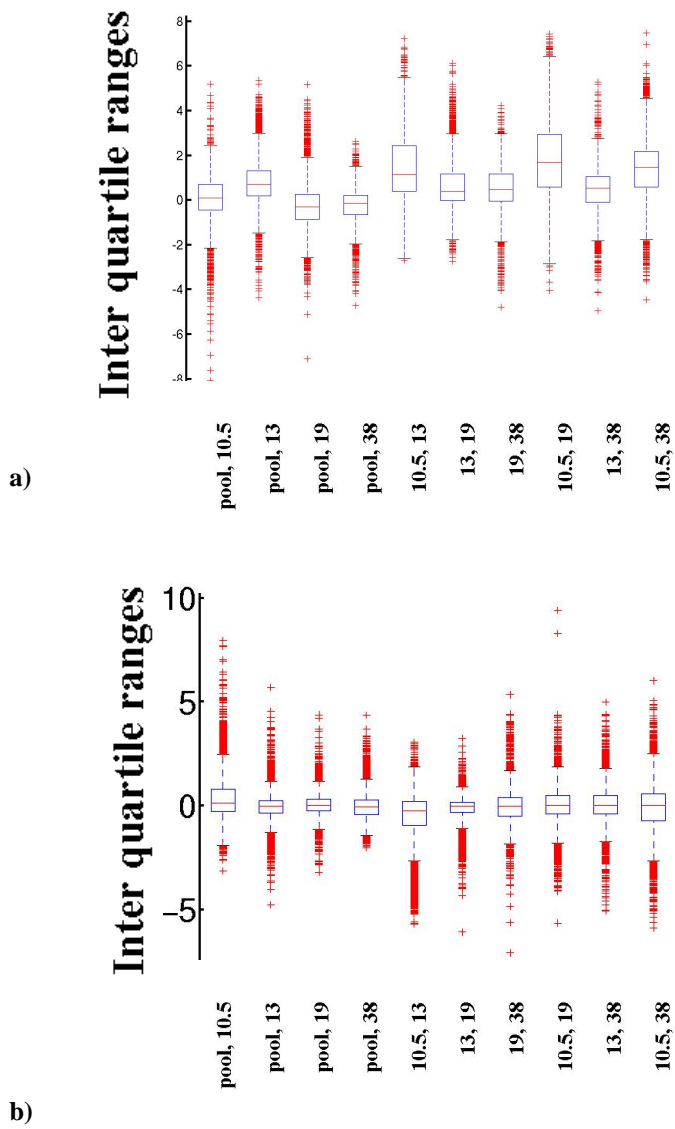 Inter quartile ranges
8
6
4
2
0
-2
-4
-6
-8
pool, 10.5
pool, 13
pool, 19
pool, 38
10.5, 13
13, 19
19, 38
10.5, 19
13, 38
10.5, 38
a)
Inter quartile ranges
10
5
0
−5
pool, 10.5
pool, 13
pool, 19
pool, 38
10.5, 13
13, 19
19, 38
10.5, 19
13, 38
10.5, 38
b)